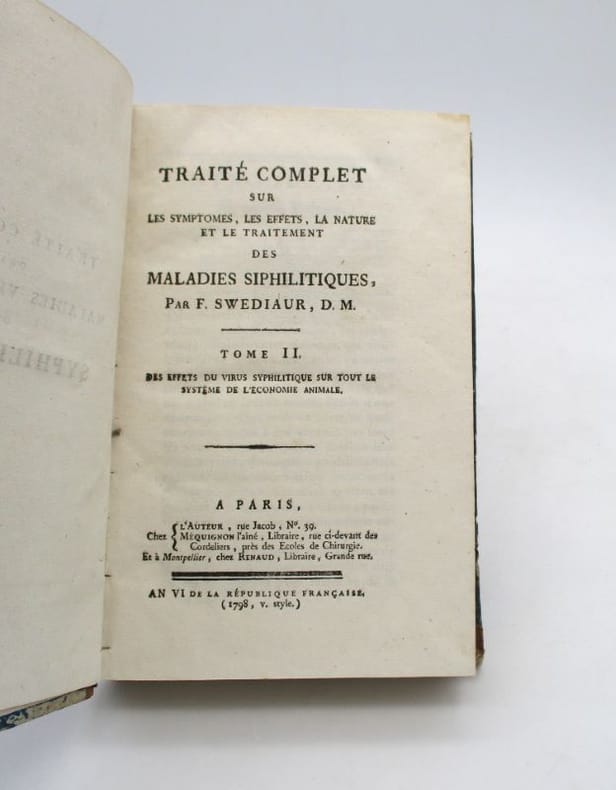 TRAITÉ COMPLET
SUR
LES SYMPTOMES, LES EFFETS, LA NATURE
ET LE TRAITEMENT
DES
MALADIES SIPHILITIQUES,
PAR F. SWEDIAUR, D. M.
TOME II.
DES EFFETS DU VIRUS SYPHILITIQUE SUR TOUT LE
SYSTÈME DE L'ÉCONOMIE ANIMALE.
A PARIS,
L'AUTEUR, rue Jacob, N°. 39.
Chez { MÉQUIGNON l'aîné, Libraire, rue ci-devant des
Cordeliers, près des Ecoles de Chirurgie.
Et à Montpellier, chez RENAUD, Libraire, Grande rue.
AN VI DE LA RÉPUBLIQUE FRANÇAISE,
(1798, v. style.)